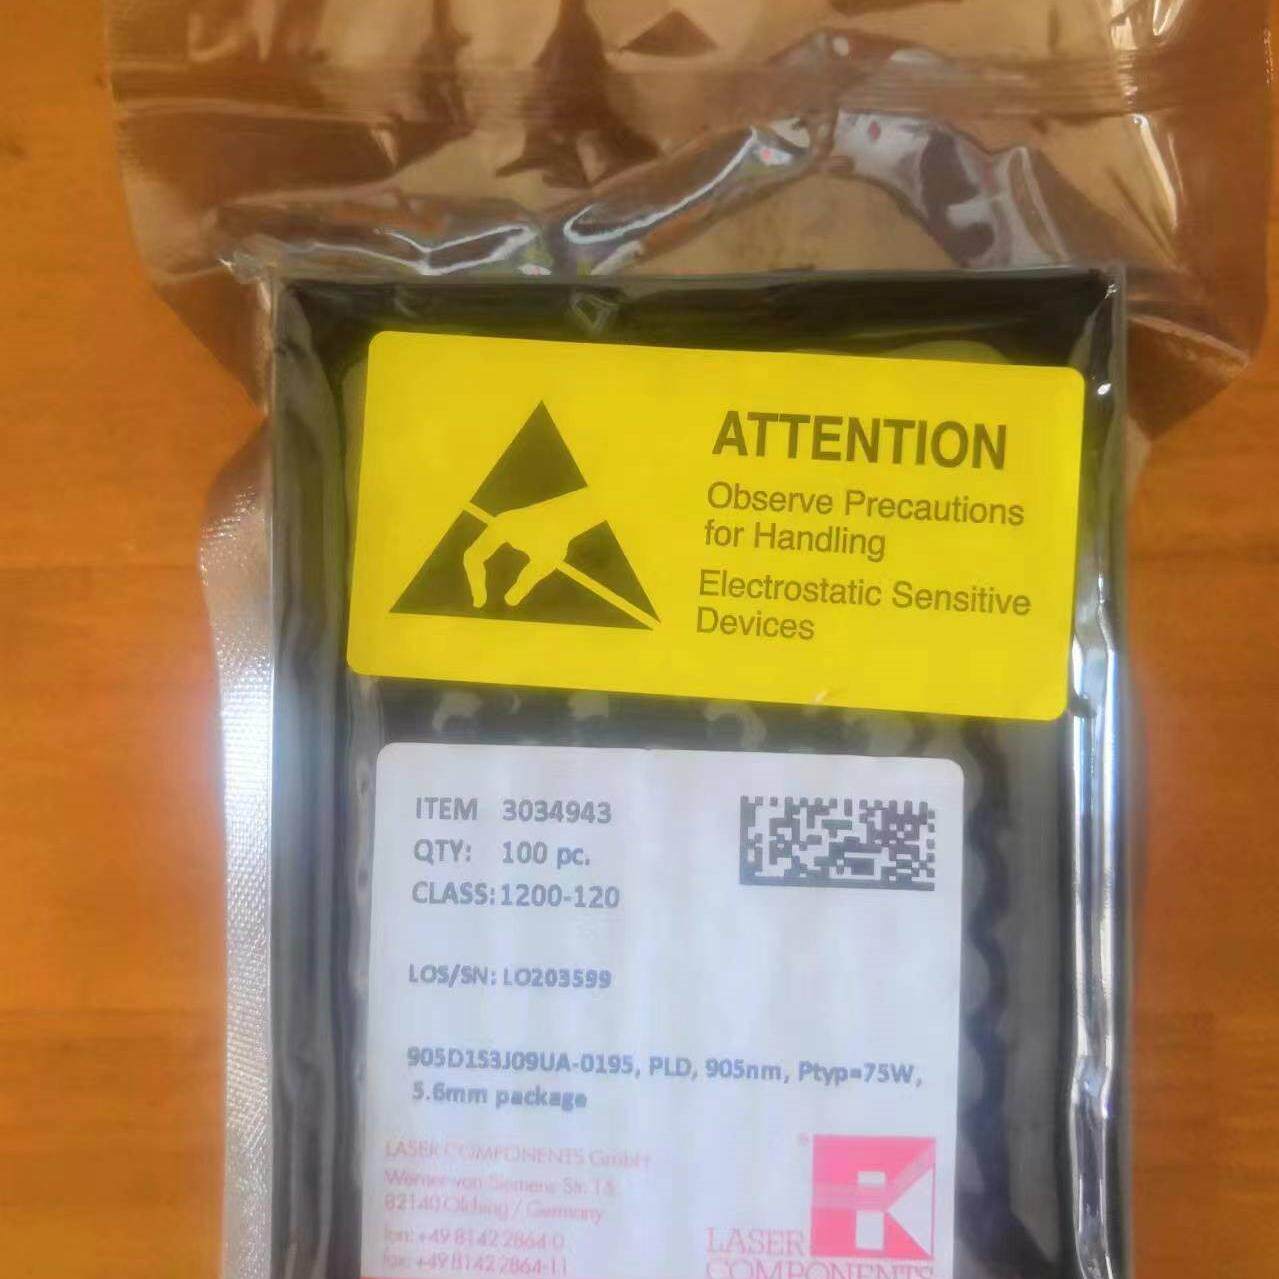 ATTENTION
Observe Precautions
for Handling
Electrostatic Sensitive
Devices
ITEM 3034943
QTY: 100 pc.
CLASS: 1200-120
LOS/SN: LO203599
905D1S3J09UA-0195, PLD, 905nm, Ptyp=75W,
5.6mm package
LASER COMPONENTS GmbH
Werner-von-Siemens-Str. 15
82140 Olching / Germany
fon: +49 8142 2864-0
fax: +49 8142 2864-11
®
LASER
COMPONENTS